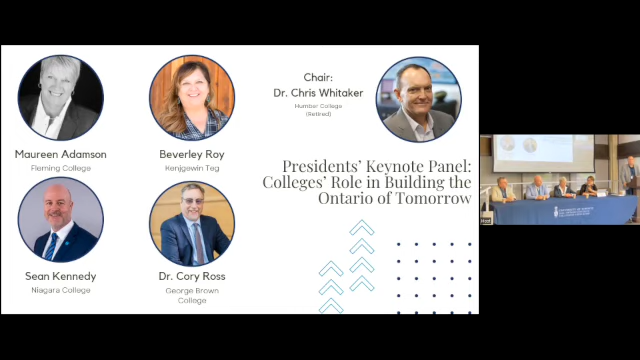 Maureen Adamson
Fleming College
Beverley Roy
Kenjgewin Teg
Chair:
Dr. Chris Whitaker
Humber College
(Retired)
Presidents' Keynote Panel:
Colleges' Role in Building the
Ontario of Tomorrow
Sean Kennedy
Niagara College
Dr. Cory Ross
George Brown
College
Host